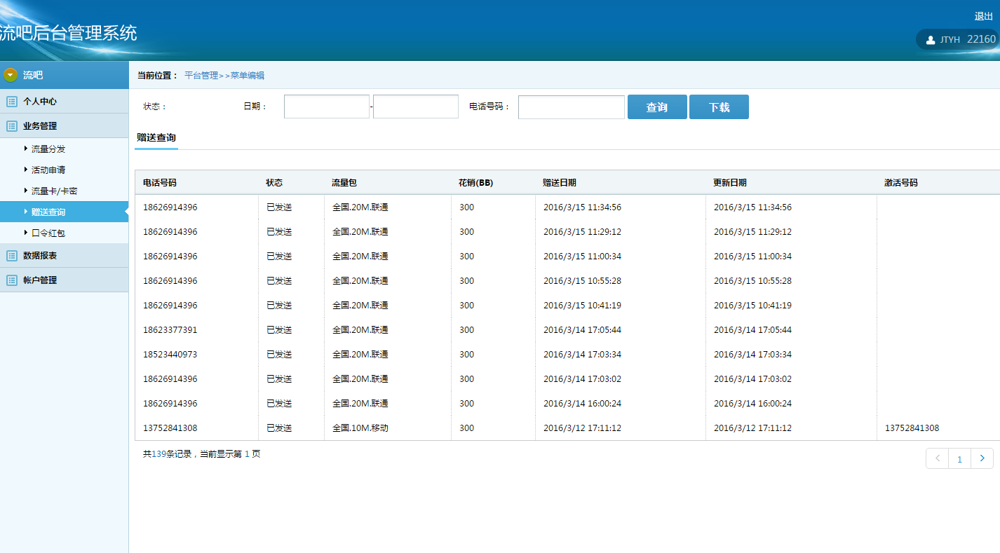 退出
流吧后台管理系统
JTYH 22160
流吧
当前位置： 平台管理>>菜单编辑
个人中心
业务管理
流量分发
活动申请
流量卡/卡密
赠送查询
口令红包
数据报表
帐户管理
状态： 日期： - 电话号码： 查询 下载
赠送查询
电话号码 状态 流量包 花销(BB) 赠送日期 更新日期 激活号码
18626914396 已发送 全国.20M.联通 300 2016/3/15 11:34:56 2016/3/15 11:34:56
18626914396 已发送 全国.20M.联通 300 2016/3/15 11:29:12 2016/3/15 11:29:12
18626914396 已发送 全国.20M.联通 300 2016/3/15 11:00:34 2016/3/15 11:00:34
18626914396 已发送 全国.20M.联通 300 2016/3/15 10:55:28 2016/3/15 10:55:28
18626914396 已发送 全国.20M.联通 300 2016/3/15 10:41:19 2016/3/15 10:41:19
18623377391 已发送 全国.20M.联通 300 2016/3/14 17:05:44 2016/3/14 17:05:44
18523440973 已发送 全国.20M.联通 300 2016/3/14 17:03:34 2016/3/14 17:03:34
18626914396 已发送 全国.20M.联通 300 2016/3/14 17:03:02 2016/3/14 17:03:02
18626914396 已发送 全国.20M.联通 300 2016/3/14 16:00:24 2016/3/14 16:00:24
13752841308 已发送 全国.10M.移动 300 2016/3/12 17:11:12 2016/3/12 17:11:12 13752841308
共139条记录，当前显示第 1 页
< 1 >